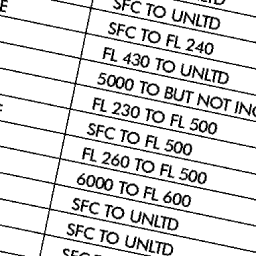 E
SFC TO UNLTD
SFC TO FL 240
FL 430 TO UNLTD
5000 TO BUT NOT
FL 230 TO FL 500
SFC TO FL 500
FL 260 TO FL 500
6000 TO FL 600
SFC TO UNLTD
SFC TO UNLTD